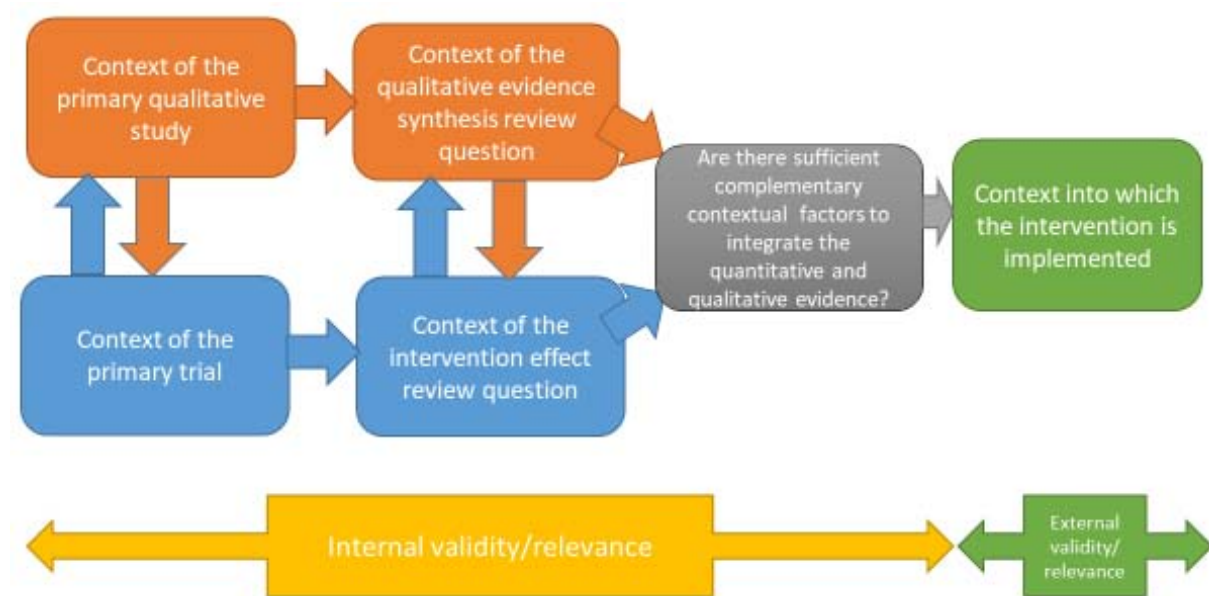 Context of the
primary qualitative
study
Context of the
qualitative evidence
synthesis review
question
Are there sufficient
complementary
contextual factors to
integrate the
quantitative and
qualitative evidence?
Context into which
the intervention is
implemented
Context of the
primary trial
Context of the
intervention effect
review question
Internal validity/relevance
External
validity/
relevance